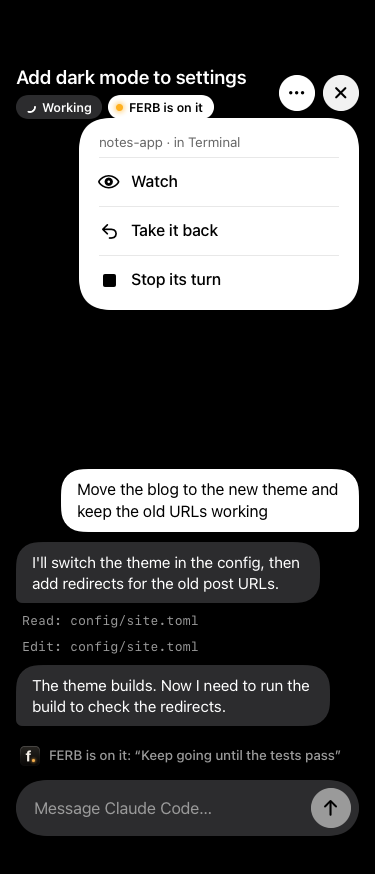 Add dark mode to settings
Working
FERB is on it
notes-app · in Terminal
Watch
Take it back
Stop its turn
Move the blog to the new theme and
keep the old URLs working
I'll switch the theme in the config, then
add redirects for the old post URLs.
Read: config/site.toml
Edit: config/site.toml
The theme builds. Now I need to run the
build to check the redirects.
f.
FERB is on it: “Keep going until the tests pass”
Message Claude Code...